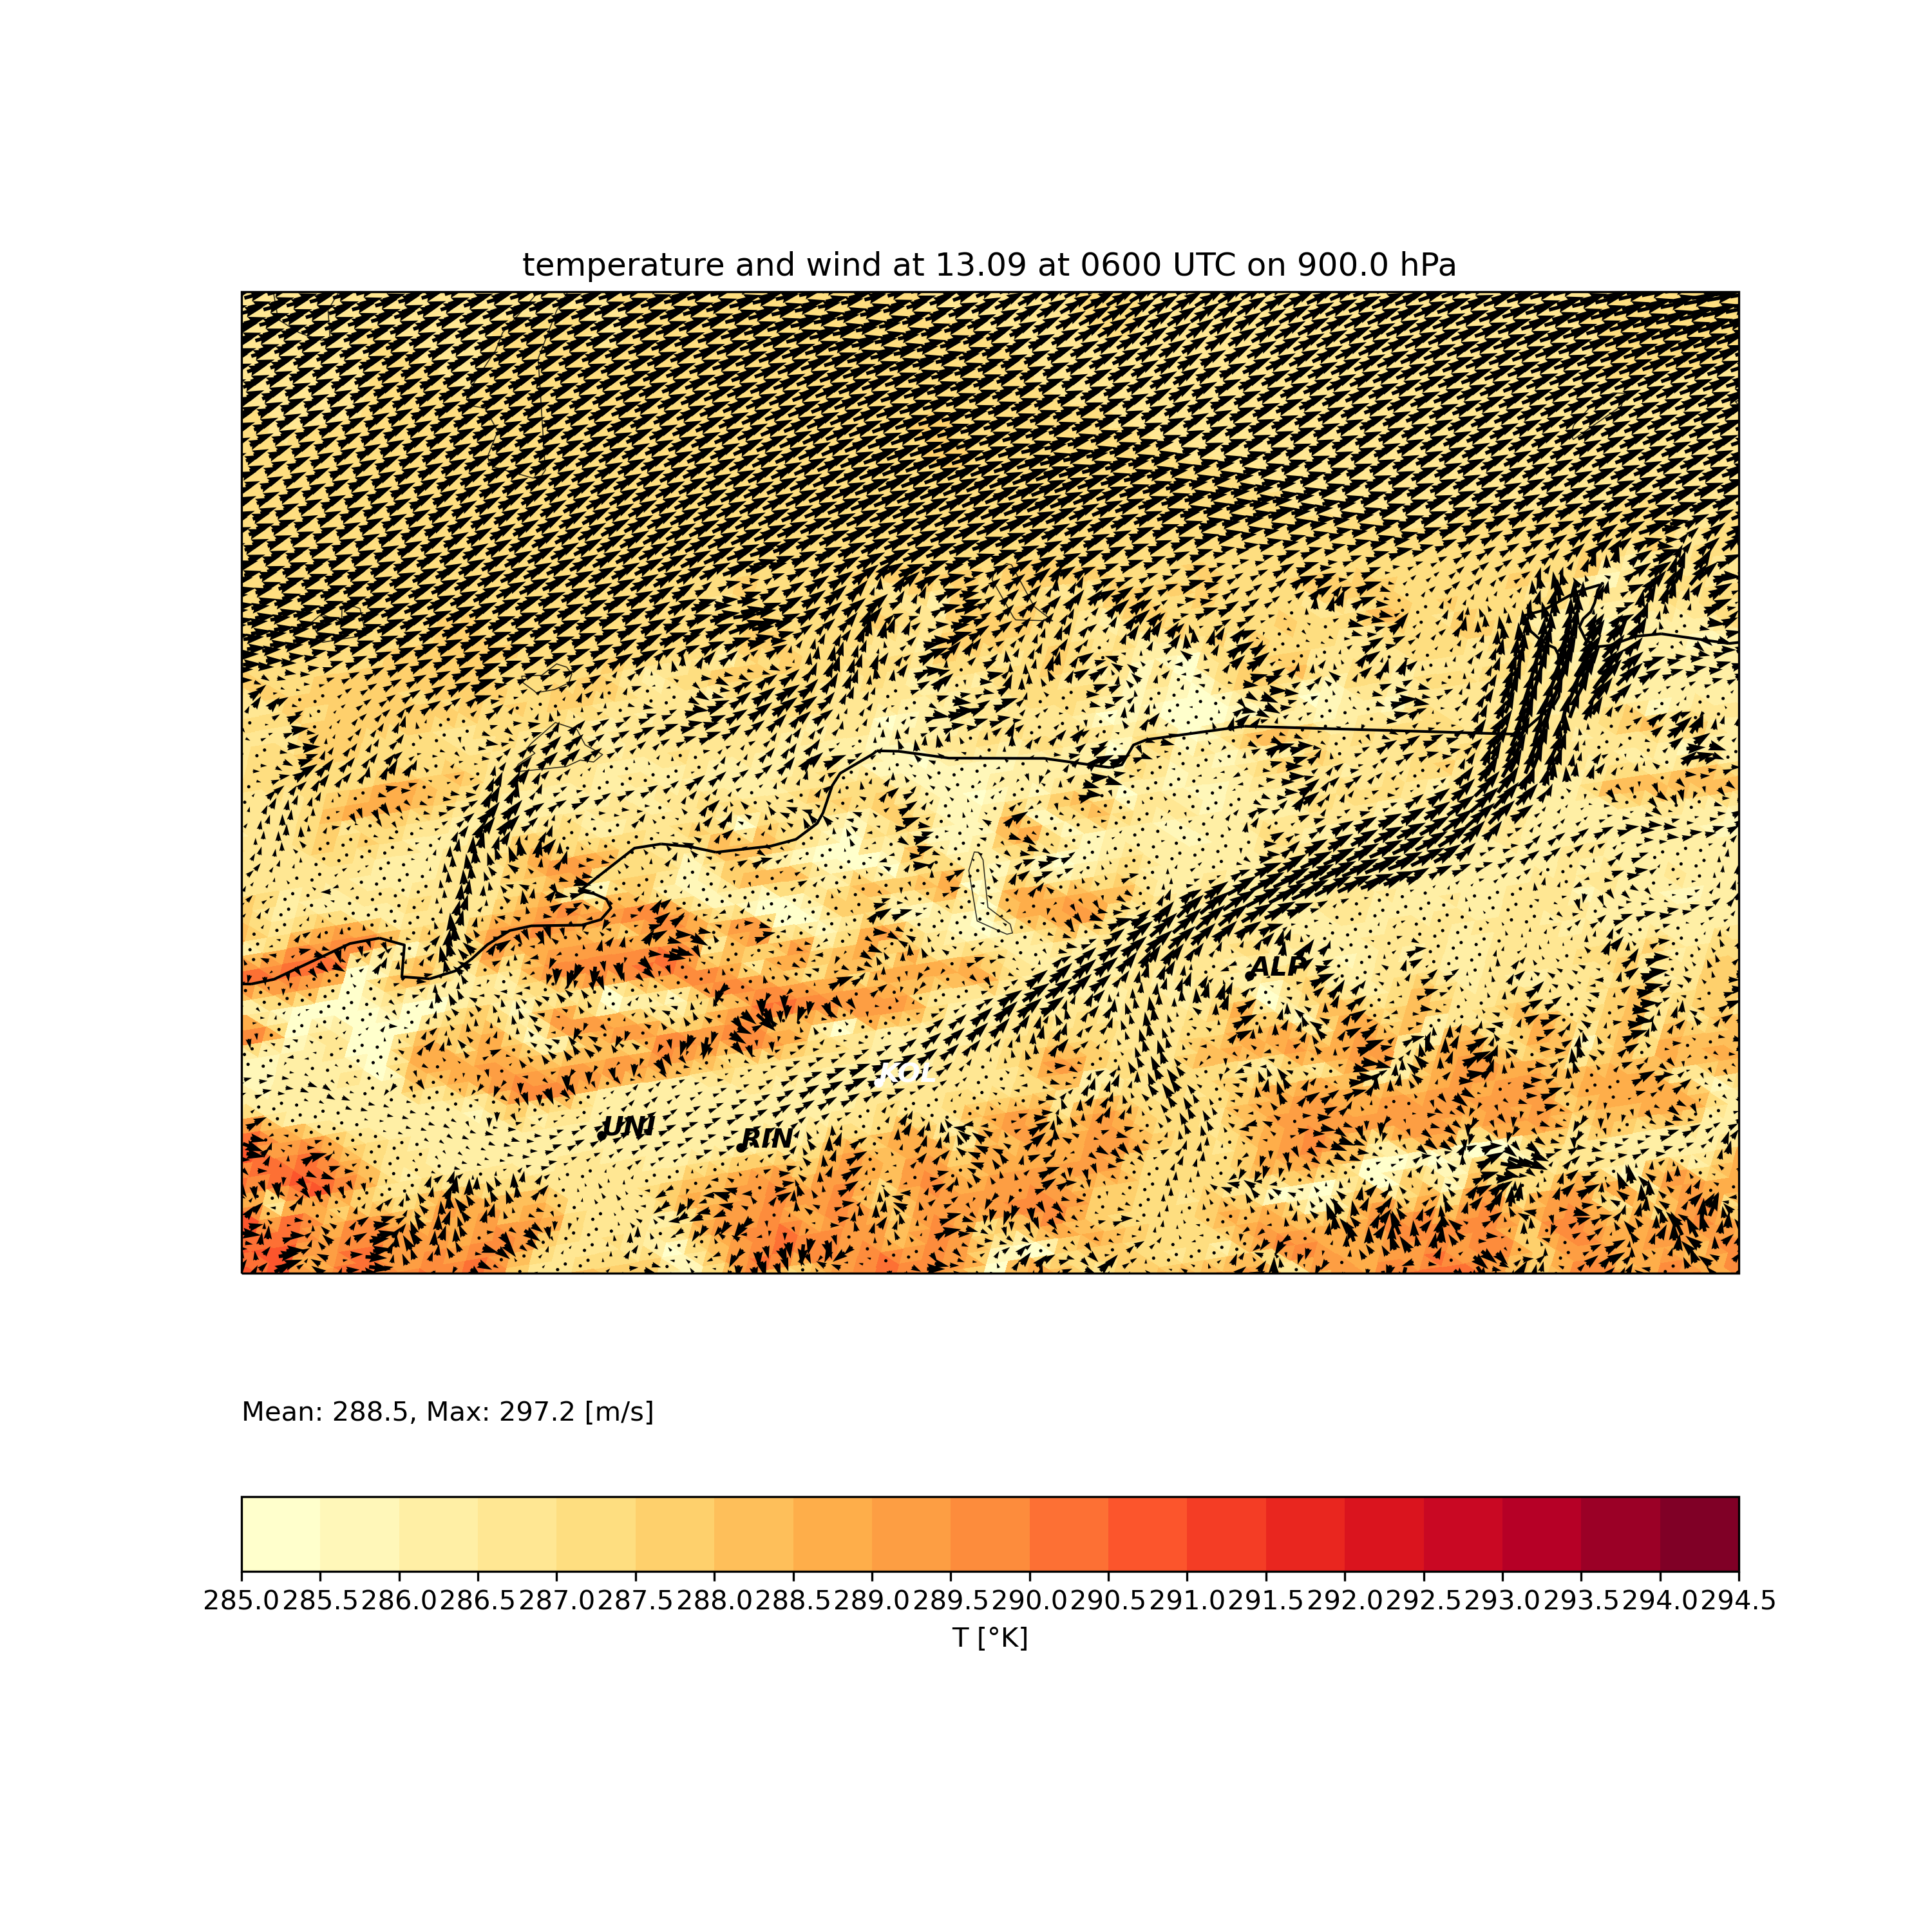 temperature and wind at 13.09 at 0600 UTC on 900.0 hPa
ALP
KOL
UNI
RIN
Mean: 288.5, Max: 297.2 [m/s]
285.0 285.5 286.0 286.5 287.0 287.5 288.0 288.5 289.0 289.5 290.0 290.5 291.0 291.5 292.0 292.5 293.0 293.5 294.0 294.5
T [°K]